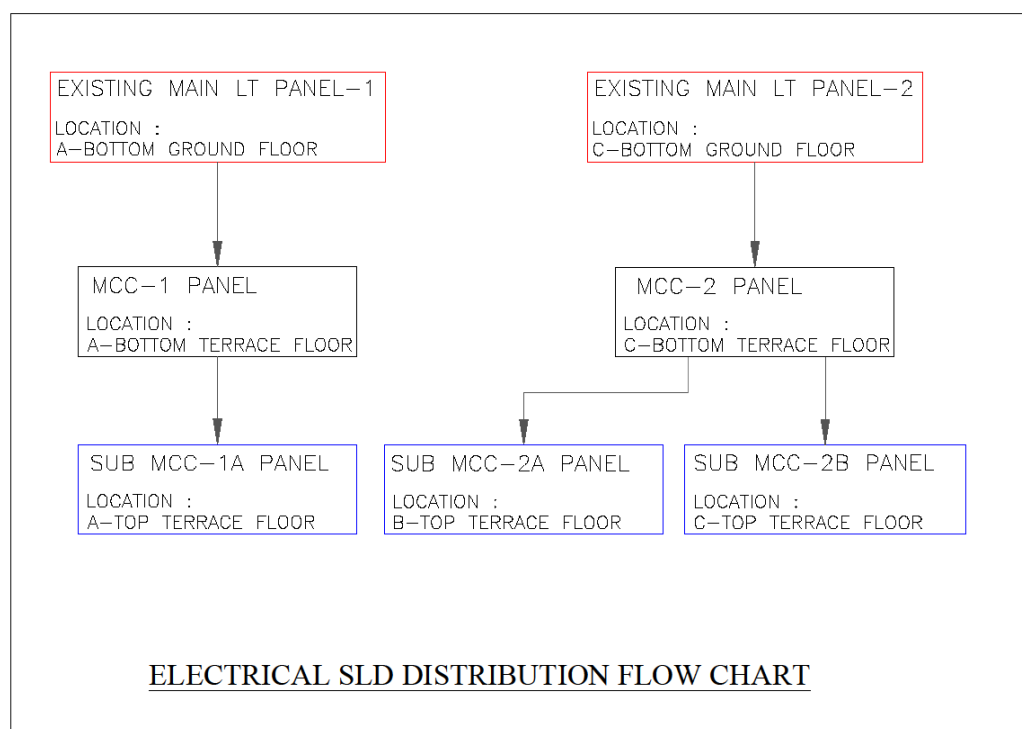 EXISTING MAIN LT PANEL-1
LOCATION :
A-BOTTOM GROUND FLOOR
EXISTING MAIN LT PANEL-2
LOCATION :
C-BOTTOM GROUND FLOOR
MCC-1 PANEL
LOCATION :
A-BOTTOM TERRACE FLOOR
MCC-2 PANEL
LOCATION :
C-BOTTOM TERRACE FLOOR
SUB MCC-1A PANEL
LOCATION :
A-TOP TERRACE FLOOR
SUB MCC-2A PANEL
LOCATION :
B-TOP TERRACE FLOOR
SUB MCC-2B PANEL
LOCATION :
C-TOP TERRACE FLOOR
ELECTRICAL SLD DISTRIBUTION FLOW CHART